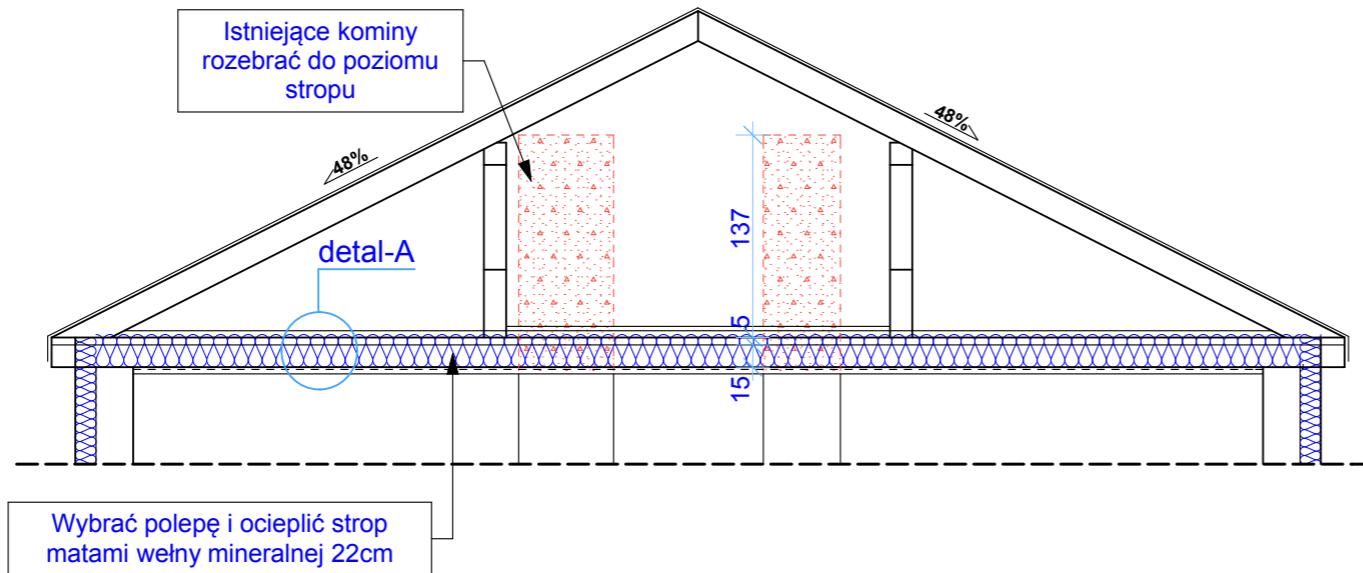 Istniejące kominy
rozebrać do poziomu
stropu
48%
48%
137
detal-A
5
15
Wybrać polepę i ocieplić strop
matami wełny mineralnej 22cm